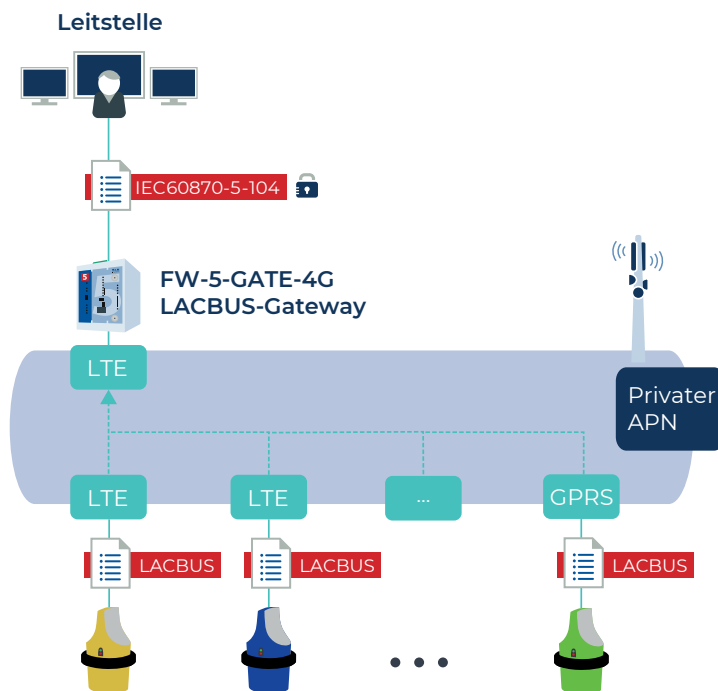 Leitstelle
IEC60870-5-104
5
FW-5-GATE-4G
LACBUS-Gateway
LTE
Privater
APN
LTE
LTE
...
GPRS
LACBUS
LACBUS
LACBUS